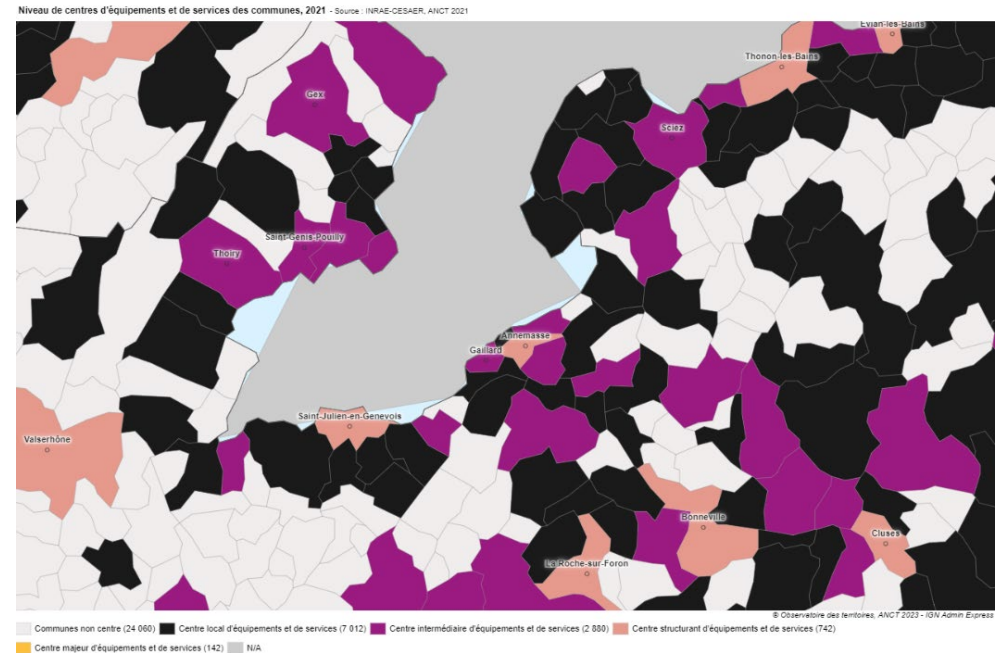 Niveau de centres d'équipements et de services des communes, 2021 - Source : INRAE-CESAER, ANCT 2021
Evian-les-Bains
Thonon-les-Bains
Gex
Sciez
Saint-Genis-Pouilly
Thoiry
Annemasse
Gaillard
Saint-Julien-en-Genevois
Valserhône
Bonneville
Cluses
La Roche-sur-Foron
© Observatoire des territoires, ANCT 2023 - IGN Admin Express
Communes non centre (24 060) Centre local d'équipements et de services (7 012) Centre intermédiaire d'équipements et de services (2 880) Centre structurant d'équipements et de services (742)
Centre majeur d'équipements et de services (142) N/A